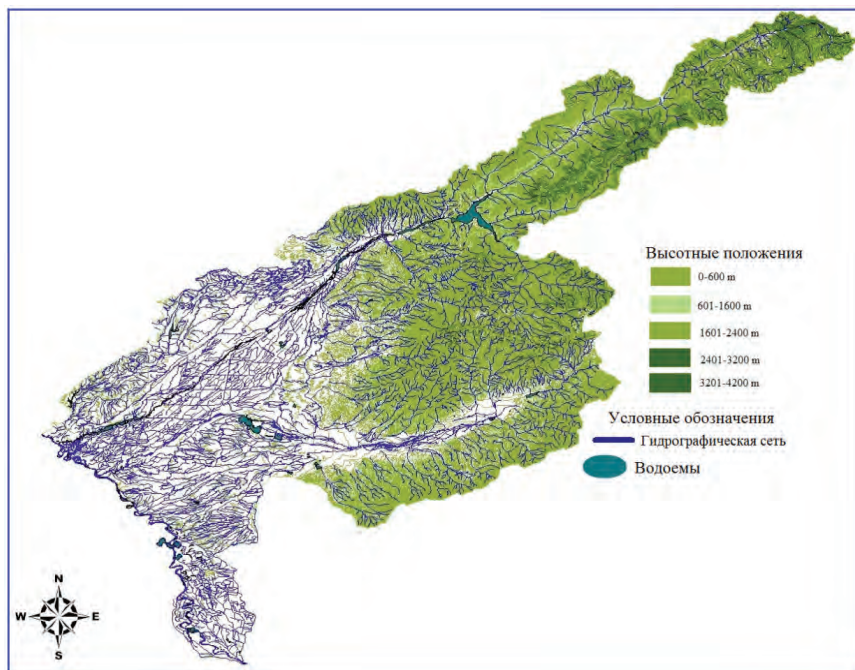 Высотные положения
0-600 m
601-1600 m
1601-2400 m
2401-3200 m
3201-4200 m
Условные обозначения
Гидрографическая сеть
Водоемы
N
W E
S